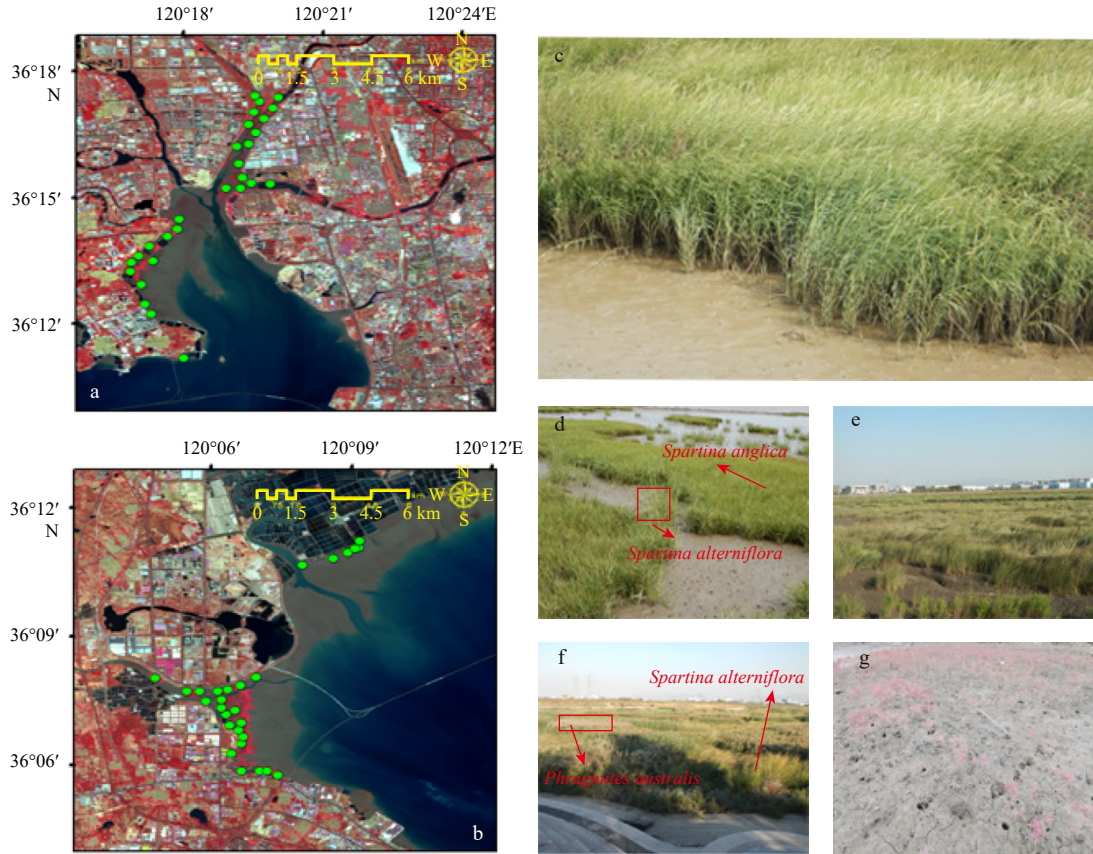 120°18′ 120°21′ 120°24′E
36°18′
N
36°15′
36°12′
N
W E
S
0 1.5 3 4.5 6 km
a
120°06′ 120°09′ 120°12′E
36°12′
N
36°09′
36°06′
N
W E
S
0 1.5 3 4.5 6 km
b
c
d
Spartina anglica
Spartina alterniflora
e
f
Spartina alterniflora
Phragmites australis
g